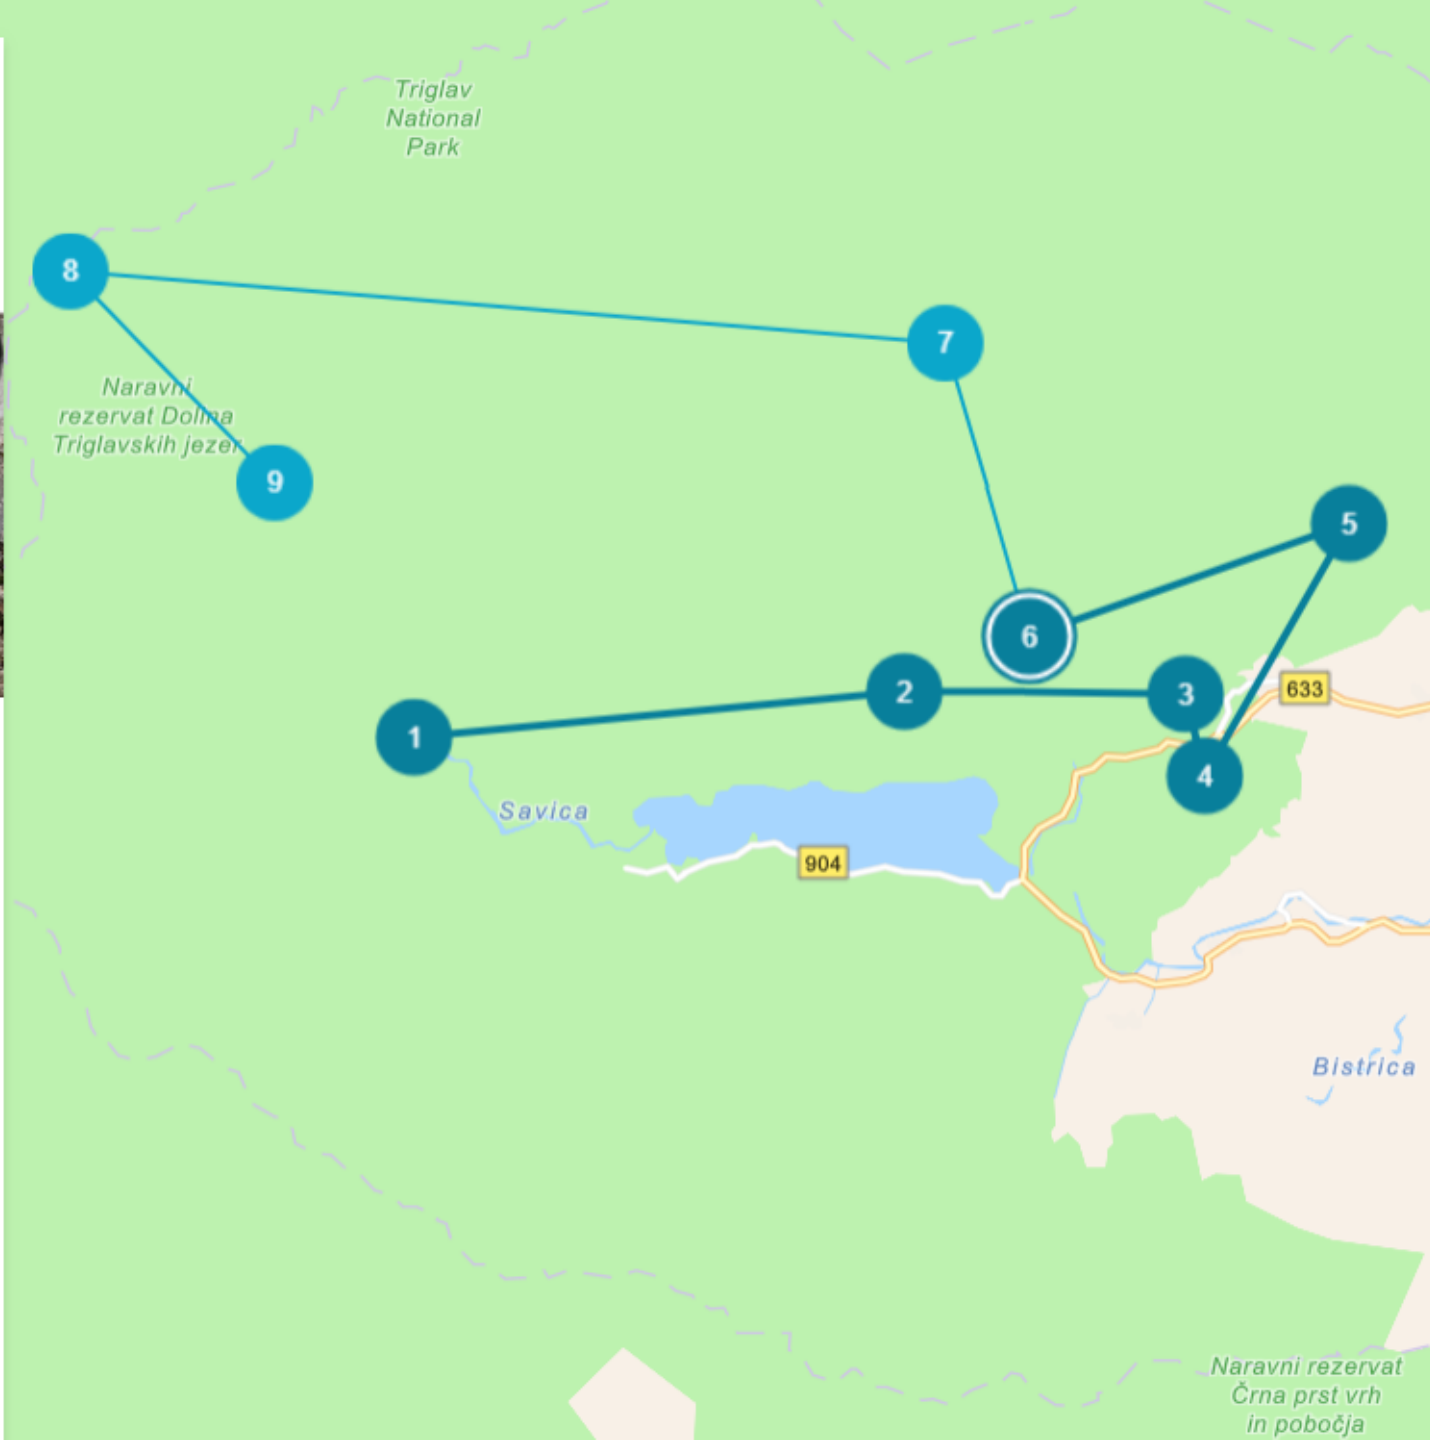 Triglav
National
Park
8
7
Naravni
rezervat Dolina
Triglavskih jezer
9
5
6
2
3
633
1
4
Savica
904
Bistrica
Naravni rezervat
Črna prst vrh
in pobočja